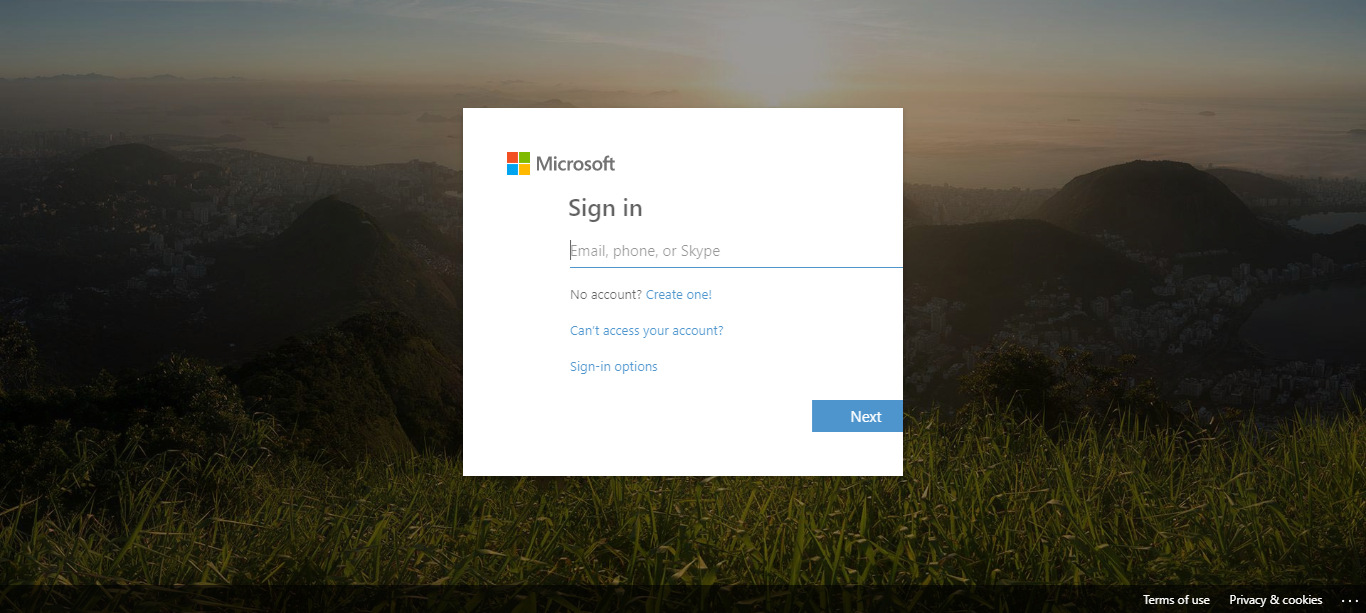 Microsoft
Sign in
Email, phone, or Skype
No account? Create one!
Can't access your account?
Sign-in options
Next
Terms of use Privacy & cookies ...